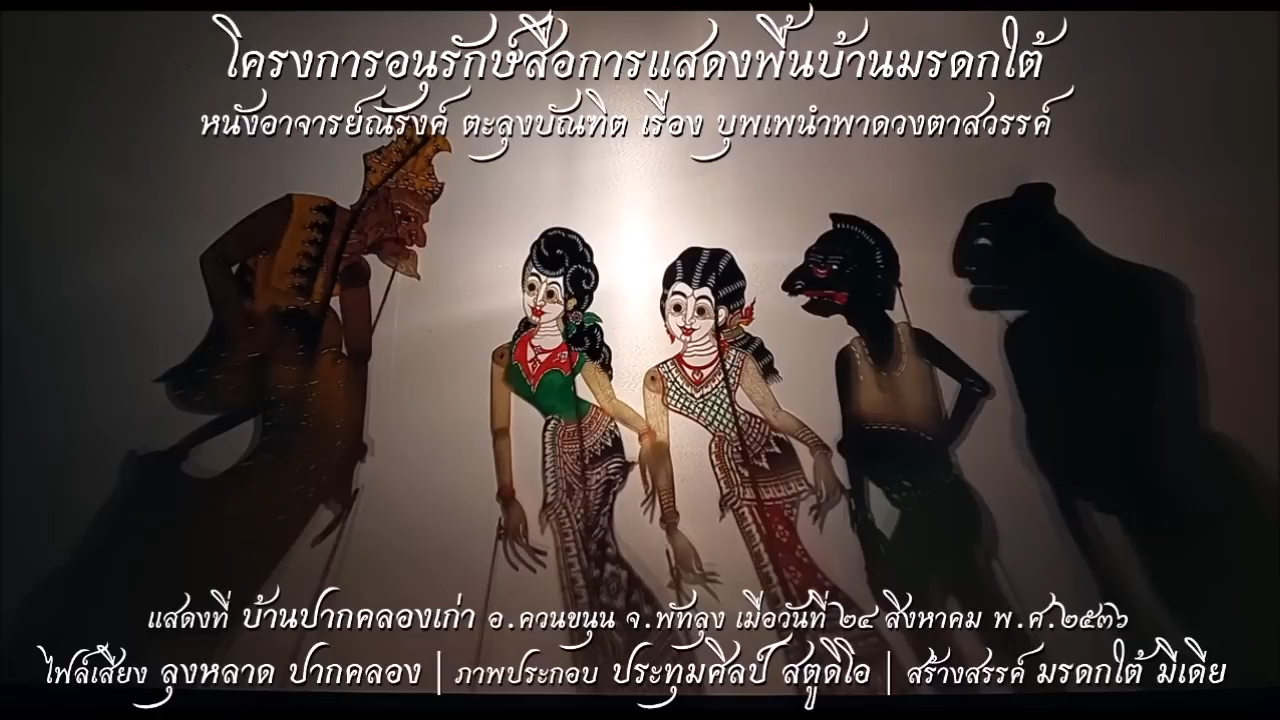 โครงการอนุรักษ์สื่อการแสดงพื้นบ้านมรดกใต้
หนังอาจารย์ณรงค์ ตะลุงบัณฑิต เรื่อง บุพเพนำพาดวงตาสวรรค์
แสดงที่ บ้านปากคลองเก่า อ.ควนขนุน จ.พัทลุง เมื่อวันที่ ๒๔ สิงหาคม พ.ศ.๒๕๓๖
ไฟล์เสียง ลุงหลาด ปากคลอง | ภาพประกอบ ประทุมศิลป์ สตูดิโอ | สร้างสรรค์ มรดกใต้ มีเดีย